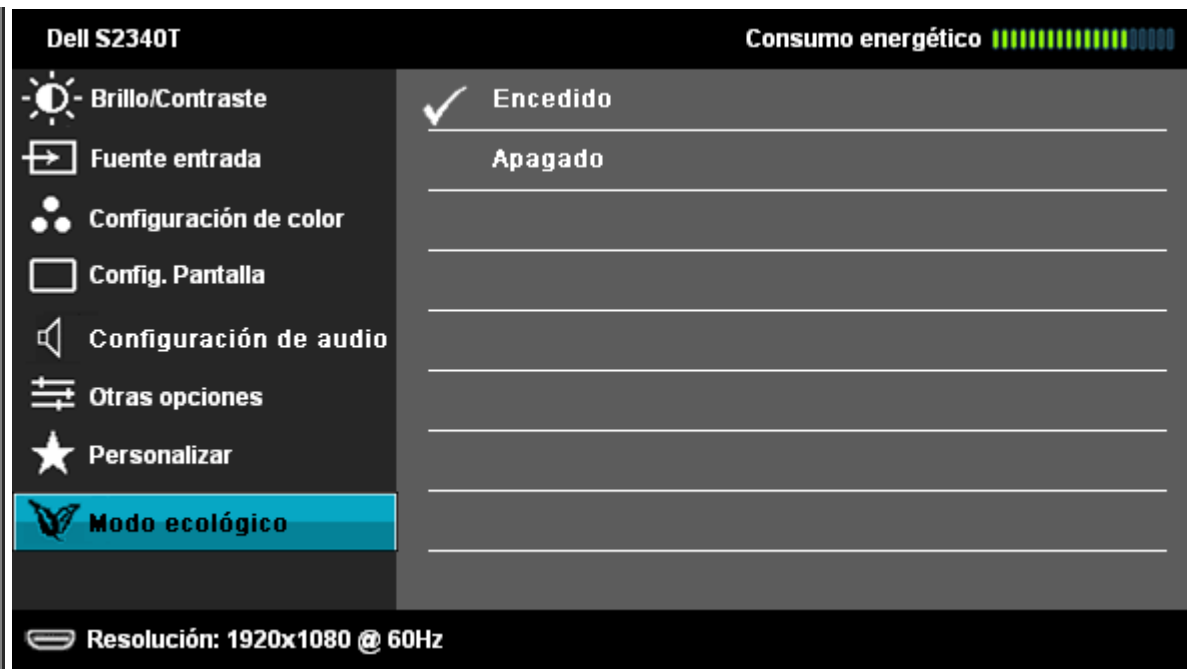 Dell S2340T
Consumo energético
Brillo/Contraste
Encedido
Fuente entrada
Apagado
Configuración de color
Config. Pantalla
Configuración de audio
Otras opciones
Personalizar
Modo ecológico
Resolución: 1920x1080 @ 60Hz